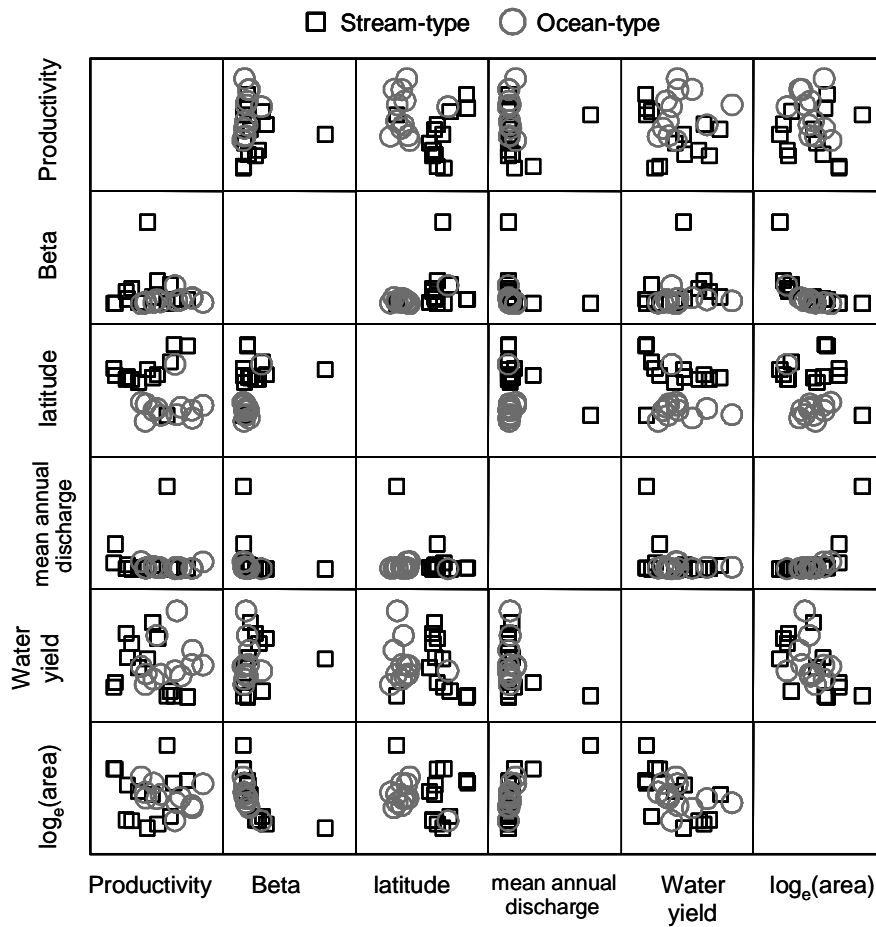 Stream-type Ocean-type
Productivity
Beta
latitude
mean annual
discharge
Water
yield
logₑ(area)
Productivity Beta latitude mean annual discharge Water yield logₑ(area)